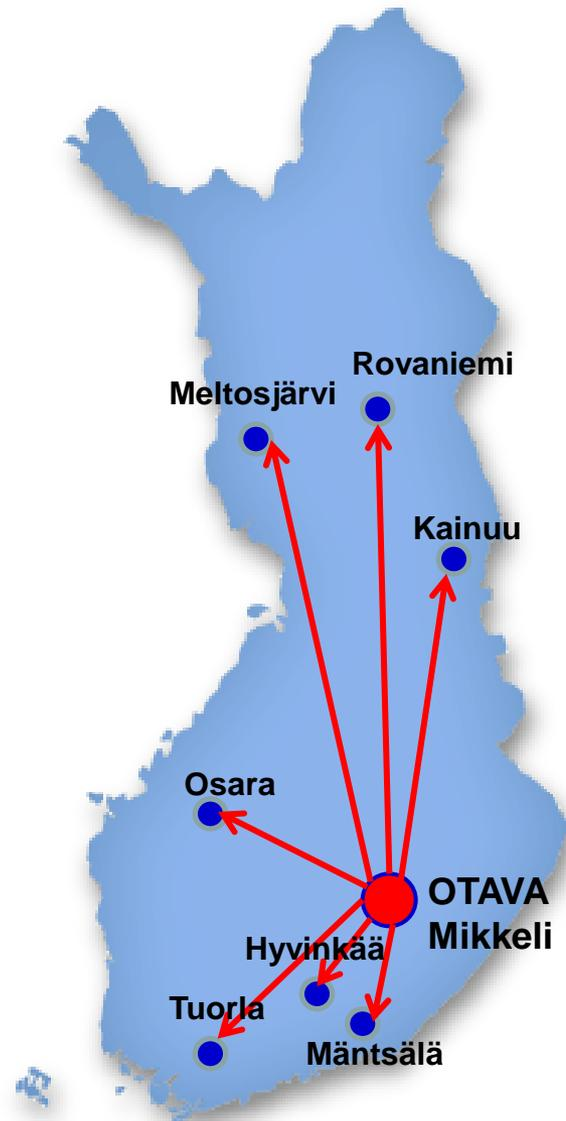 Rovaniemi
Meltosjärvi
Kainuu
Osara
OTAVA
Mikkeli
Hyvinkää
Tuorla
Mäntsälä